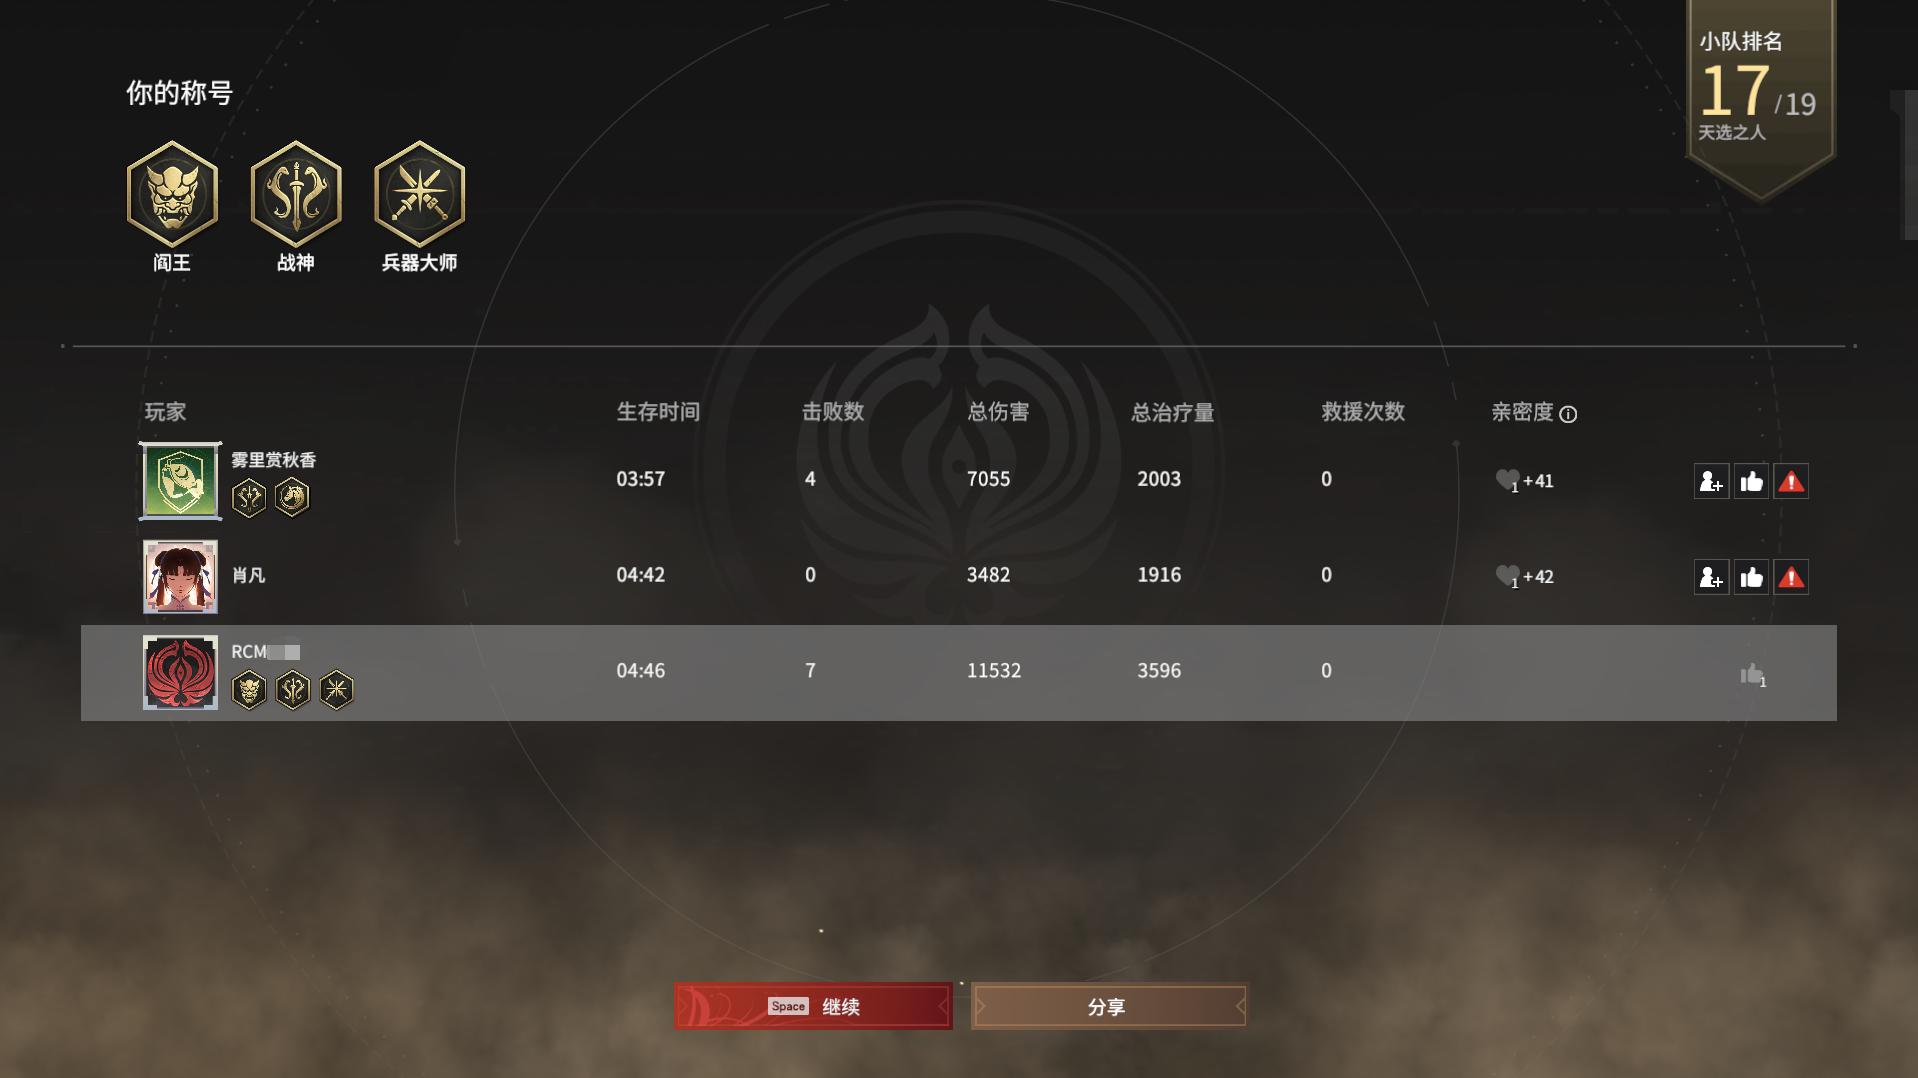 小队排名
17/19
天选之人
你的称号
阎王 战神 兵器大师
玩家 生存时间 击败数 总伤害 总治疗量 救援次数 亲密度
雾里赏秋香
03:57 4 7055 2003 0 1 +41
肖凡
04:42 0 3482 1916 0 1 +42
RCM
04:46 7 11532 3596 0 1
Space 继续
分享